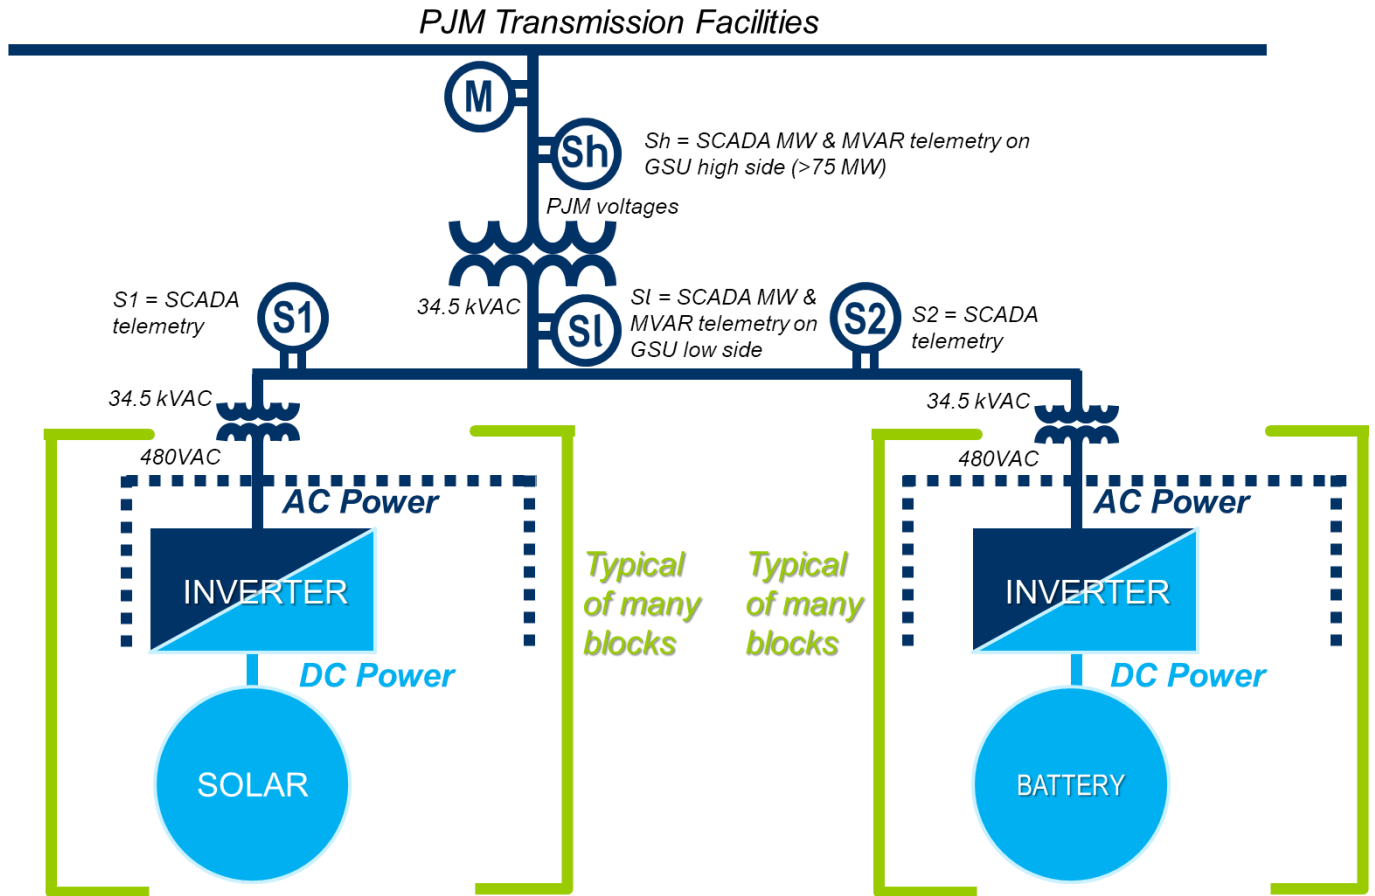 PJM Transmission Facilities
M
Sh
Sh = SCADA MW & MVAR telemetry on
GSU high side (>75 MW)
PJM voltages
S1 = SCADA
telemetry
S1
34.5 kVAC
Sl
Sl = SCADA MW &
MVAR telemetry on
GSU low side
S2
S2 = SCADA
telemetry
34.5 kVAC
480VAC
AC Power
INVERTER
DC Power
SOLAR
Typical
of many
blocks
Typical
of many
blocks
34.5 kVAC
480VAC
AC Power
INVERTER
DC Power
BATTERY